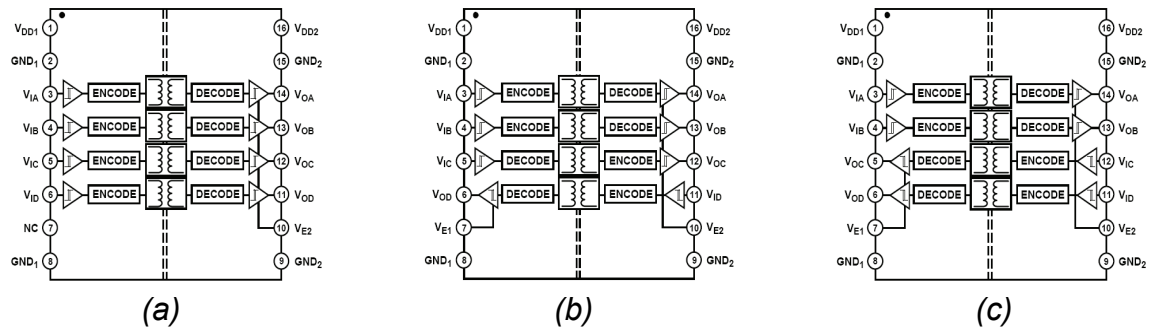 VDD1 1 16 VDD2
GND1 2 15 GND2
VIA 3 ENCODE DECODE 14 VOA
VIB 4 ENCODE DECODE 13 VOB
VIC 5 ENCODE DECODE 12 VOC
VID 6 ENCODE DECODE 11 VOD
NC 7 10 VE2
GND1 8 9 GND2
(a)
VDD1 1 16 VDD2
GND1 2 15 GND2
VIA 3 ENCODE DECODE 14 VOA
VIB 4 ENCODE DECODE 13 VOB
VIC 5 DECODE ENCODE 12 VOC
VOD 6 DECODE ENCODE 11 VID
VE1 7 10 VE2
GND1 8 9 GND2
(b)
VDD1 1 16 VDD2
GND1 2 15 GND2
VIA 3 ENCODE DECODE 14 VOA
VIB 4 ENCODE DECODE 13 VOB
VOC 5 DECODE ENCODE 12 VIC
VOD 6 DECODE ENCODE 11 VID
VE1 7 10 VE2
GND1 8 9 GND2
(c)